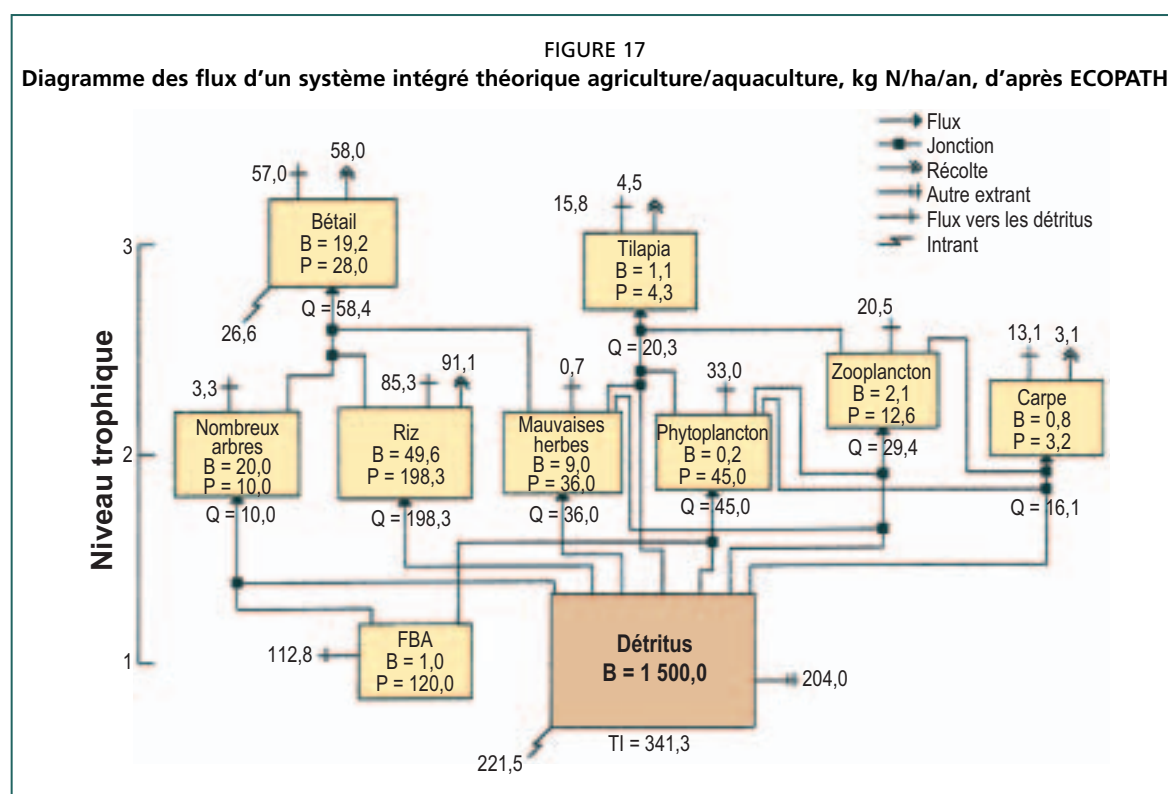 FIGURE 17
Diagramme des flux d'un système intégré théorique agriculture/aquaculture, kg N/ha/an, d'après ECOPATH
Flux
Jonction
Récolte
Autre extrant
Flux vers les détritus
Intrant
Niveau trophique
3
2
1
57,0
58,0
Bétail
B = 19,2
P = 28,0
26,6
Q = 58,4
15,8
4,5
Tilapia
B = 1,1
P = 4,3
Q = 20,3
20,5
Zooplancton
B = 2,1
P = 12,6
Q = 29,4
13,1
3,1
Carpe
B = 0,8
P = 3,2
Q = 16,1
3,3
Nombreux
arbres
B = 20,0
P = 10,0
Q = 10,0
85,3
91,1
Riz
B = 49,6
P = 198,3
Q = 198,3
0,7
Mauvaises
herbes
B = 9,0
P = 36,0
Q = 36,0
33,0
Phytoplancton
B = 0,2
P = 45,0
Q = 45,0
112,8
FBA
B = 1,0
P = 120,0
Détritus
B = 1 500,0
204,0
221,5
TI = 341,3